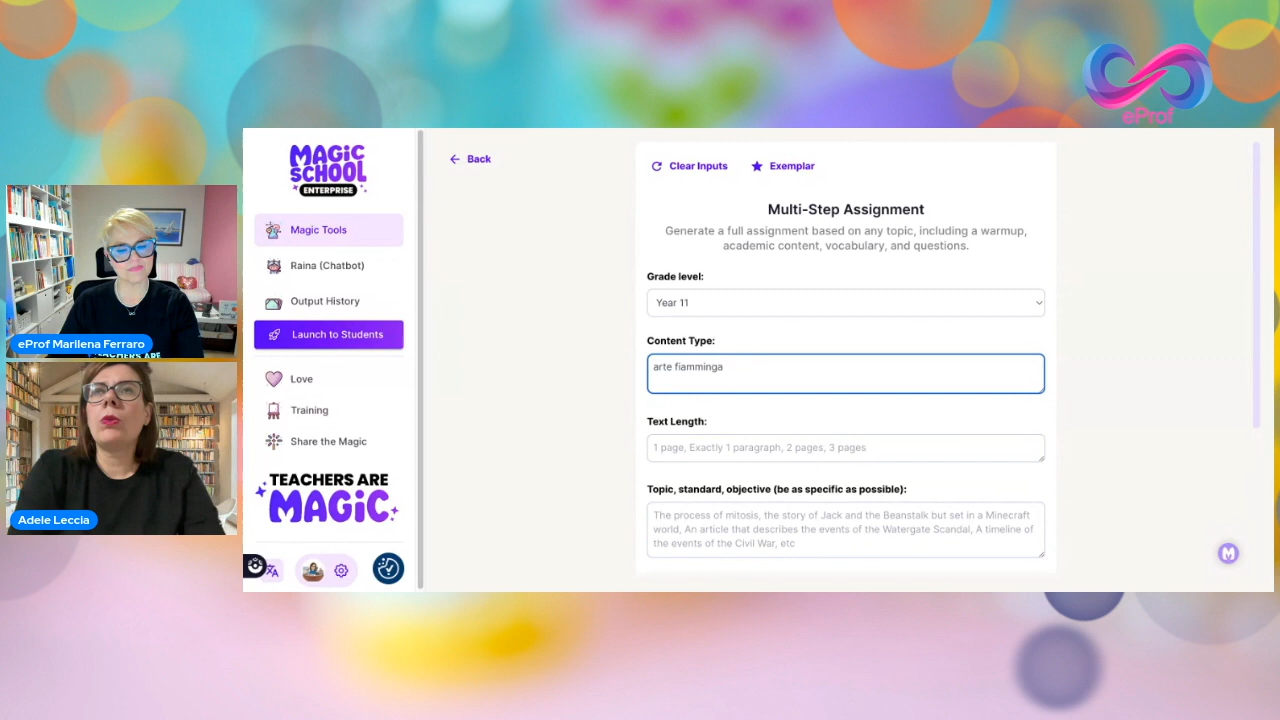 eProf
MAGIC
SCHOOL
ENTERPRISE
Magic Tools
Raina (Chatbot)
Output History
Launch to Students
Love
Training
Share the Magic
TEACHERS ARE
MAGIC
Back
Clear Inputs
Exemplar
Multi-Step Assignment
Generate a full assignment based on any topic, including a warmup,
academic content, vocabulary, and questions.
Grade level:
Year 11
Content Type:
arte fiamminga
Text Length:
1 page, Exactly 1 paragraph, 2 pages, 3 pages
Topic, standard, objective (be as specific as possible):
The process of mitosis, the story of Jack and the Beanstalk but set in a Minecraft
world, An article that describes the events of the Watergate Scandal, A timeline of
the events of the Civil War, etc
eProf Marilena Ferraro
TEACHERS ARE
Adele Leccia